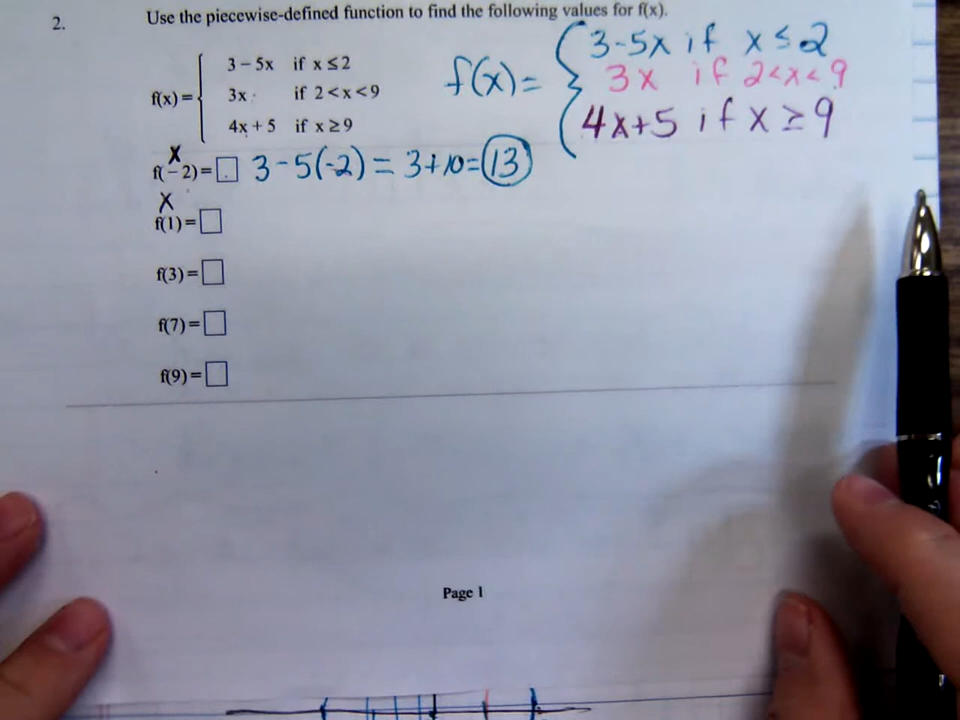 2. Use the piecewise-defined function to find the following values for f(x).
f(x) = { 3 − 5x if x ≤ 2
3x if 2 < x < 9
4x + 5 if x ≥ 9
f(x) = { 3-5x if x ≤ 2
3x if 2<x<9
4x+5 if x ≥ 9
x
f(− 2) = □ 3-5(-2) = 3+10= 13
x
f(1) = □
f(3) = □
f(7) = □
f(9) = □
Page 1